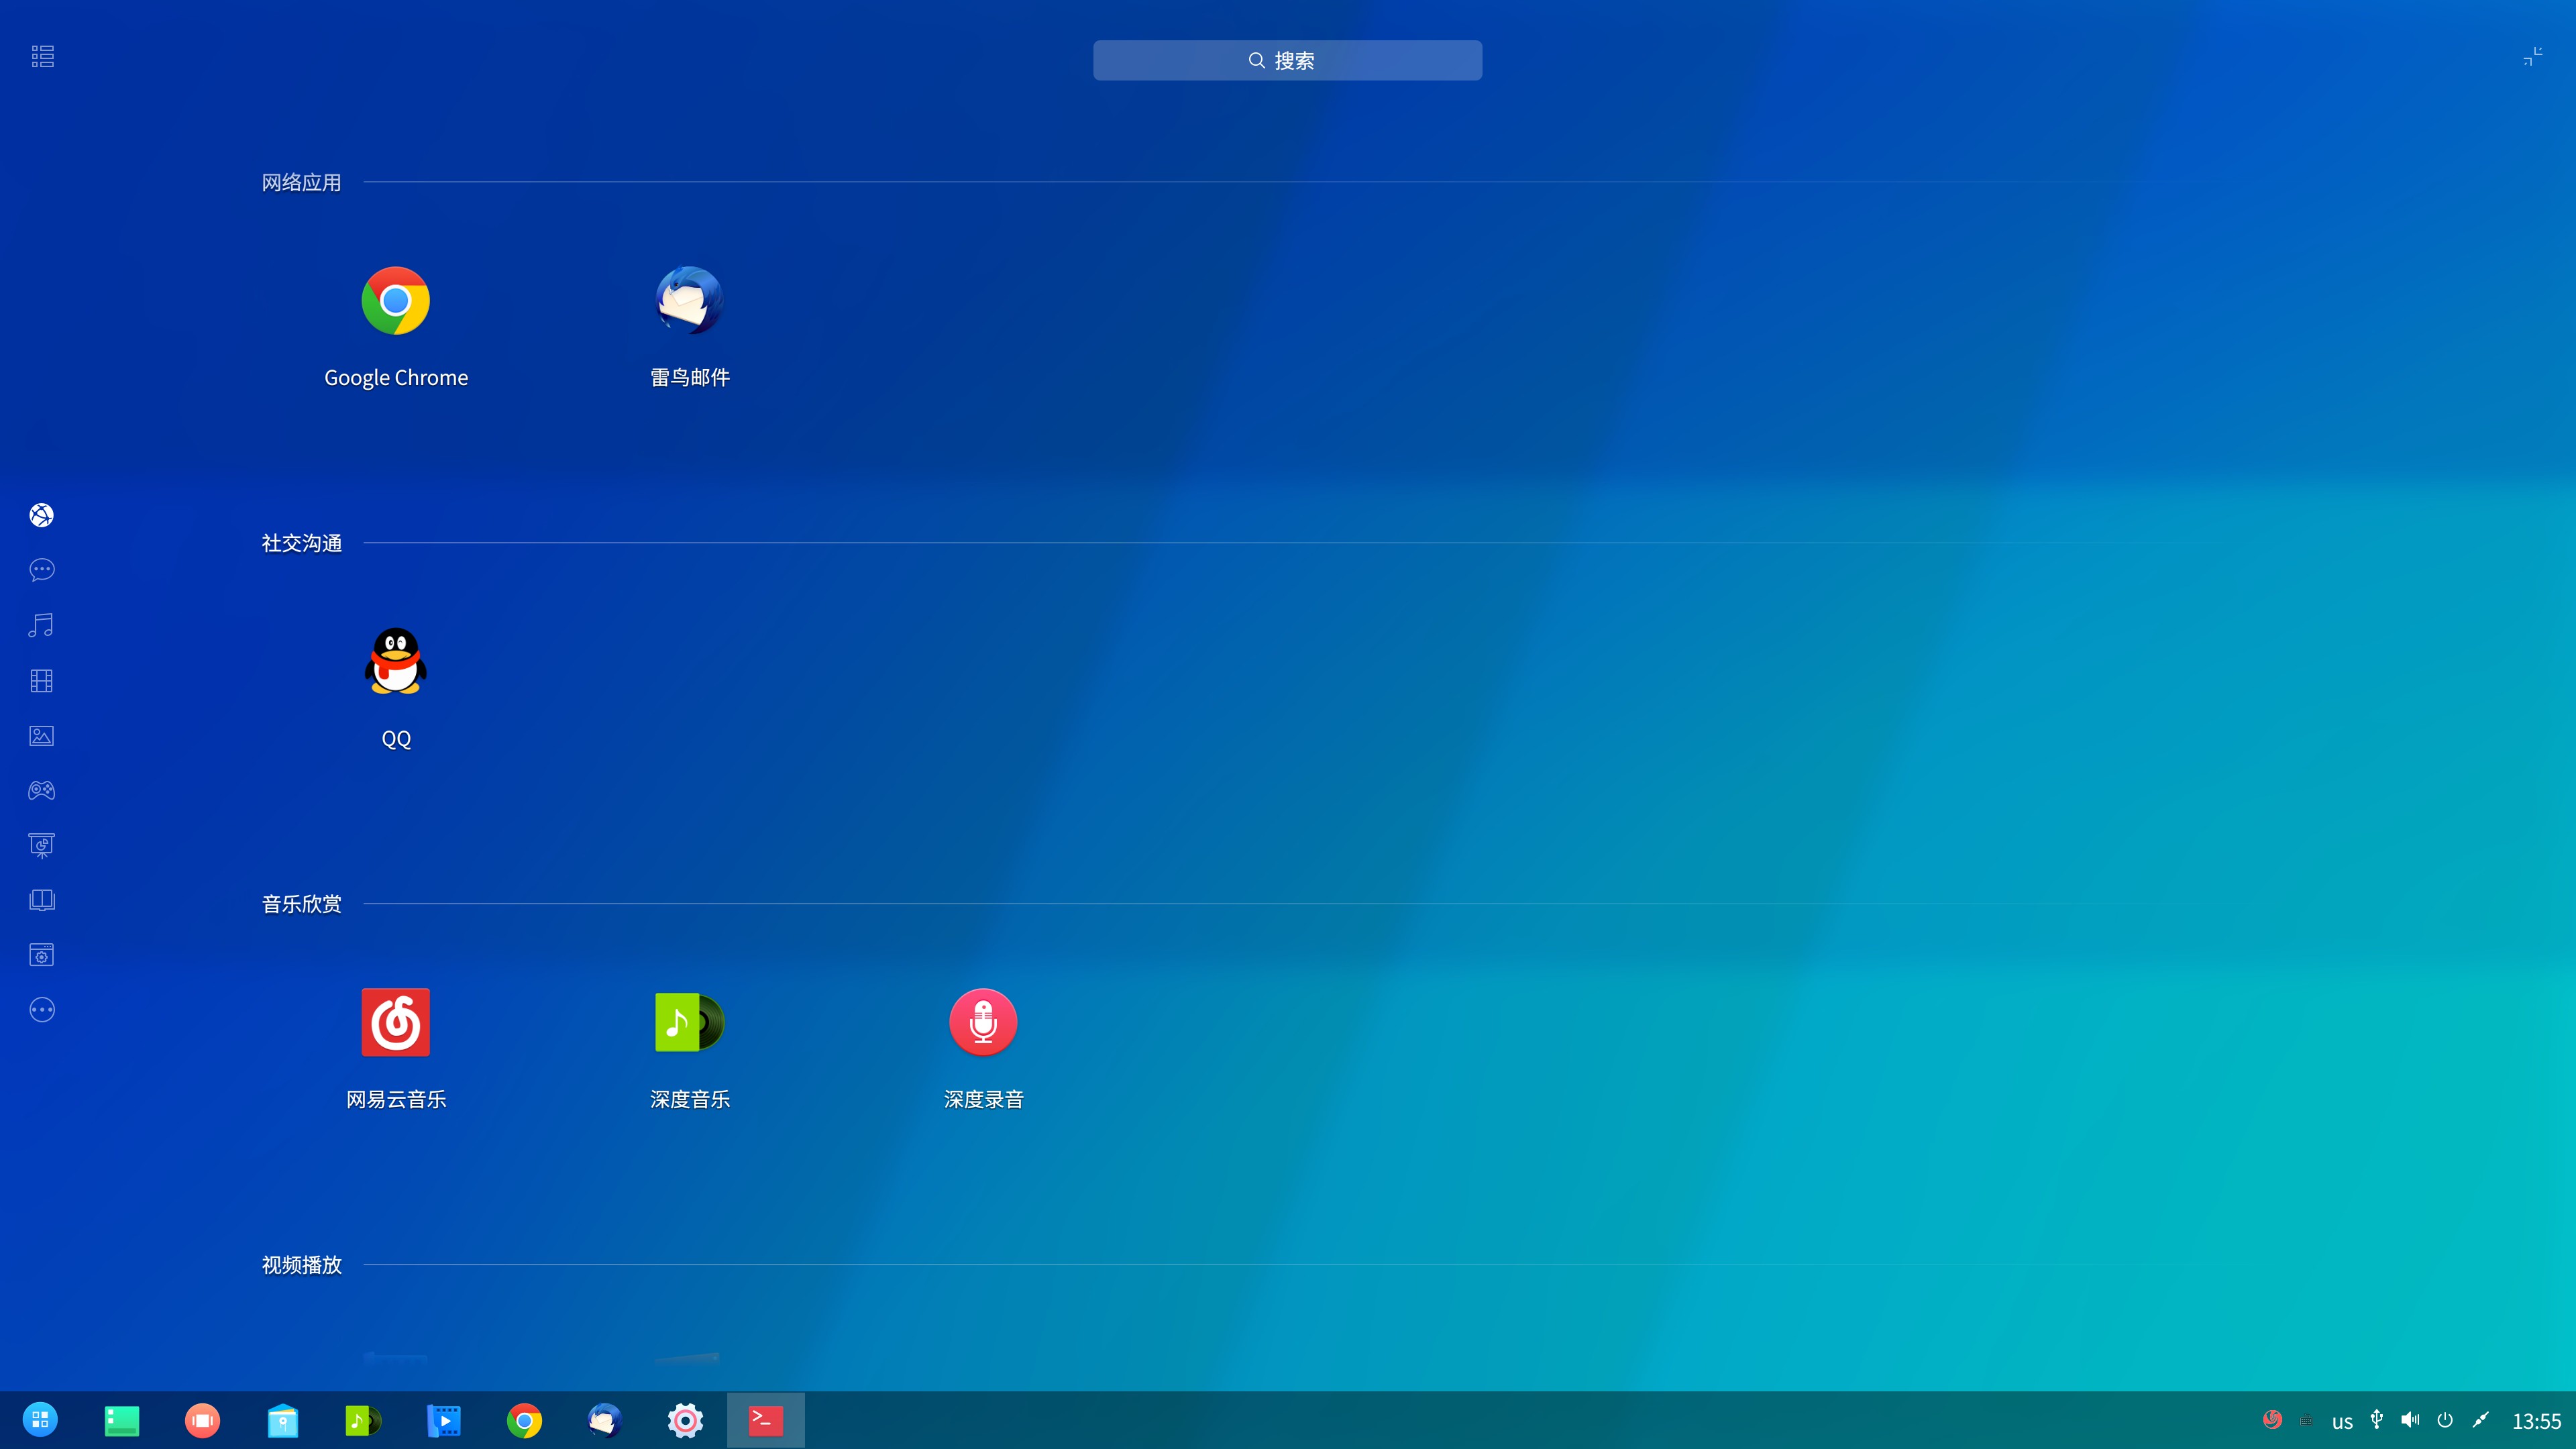 搜索
网络应用
Google Chrome
雷鸟邮件
社交沟通
QQ
音乐欣赏
网易云音乐
深度音乐
深度录音
视频播放
us
13:55